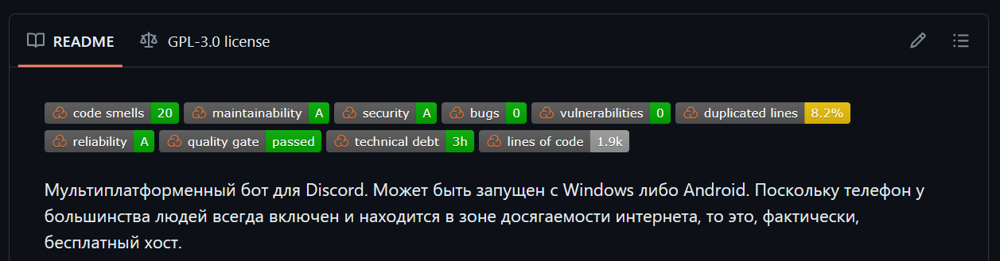 README GPL-3.0 license
code smells 20 maintainability A security A bugs 0 vulnerabilities 0 duplicated lines 8.2%
reliability A quality gate passed technical debt 3h lines of code 1.9k
Мультиплатформенный бот для Discord. Может быть запущен с Windows либо Android. Поскольку телефон у
большинства людей всегда включен и находится в зоне досягаемости интернета, то это, фактически,
бесплатный хост.